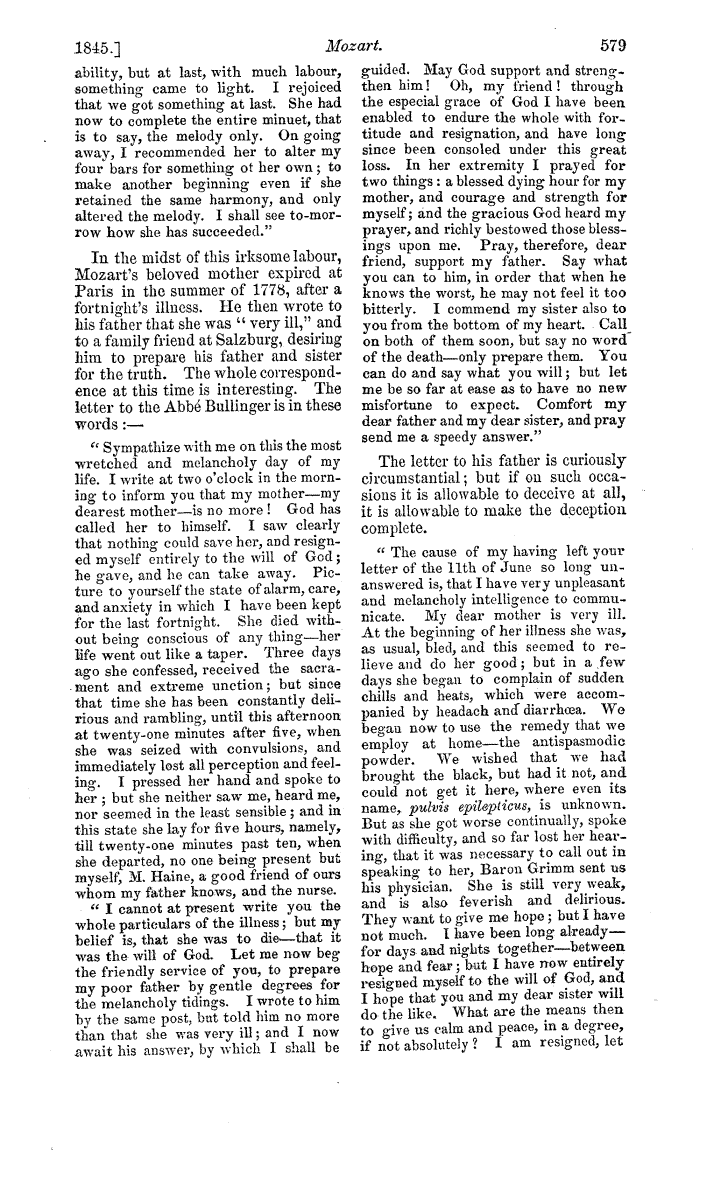 1845.] Mozart. 579
ability, but at last, with much labour,
something came to light. I rejoiced
that we got something at last. She had
now to complete the entire minuet, that
is to say, the melody only. On going
away, I recommended her to alter my
four bars for something ot her own; to
make another beginning even if she
retained the same harmony, and only
altered the melody. I shall see to-mor-
row how she has succeeded."
In the midst of this irksome labour,
Mozart's beloved mother expired at
Paris in the summer of 1778, after a
fortnight's illness. He then wrote to
his father that she was "very ill," and
to a family friend at Salzburg, desiring
him to prepare his father and sister
for the truth. The whole correspond-
ence at this time is interesting. The
letter to the Abbé Bullinger is in these
words :—
"Sympathize with me on this the most
wretched and melancholy day of my
life. I write at two o'clock in the morn-
ing to inform you that my mother—my
dearest mother—is no more! God has
called her to himself. I saw clearly
that nothing could save her, and resign-
ed myself entirely to the will of God;
he gave, and he can take away. Pic-
ture to yourself the state of alarm, care,
and anxiety in which I have been kept
for the last fortnight. She died with-
out being conscious of any thing—her
life went out like a taper. Three days
ago she confessed, received the sacra-
ment and extreme unction; but since
that time she has been constantly deli-
rious and rambling, until this afternoon
at twenty-one minutes after five, when
she was seized with convulsions, and
immediately lost all perception and feel-
ing. I pressed her hand and spoke to
her; but she neither saw me, heard me,
nor seemed in the least sensible; and in
this state she lay for five hours, namely,
till twenty-one minutes past ten, when
she departed, no one being present but
myself, M. Haine, a good friend of ours
whom my father knows, and the nurse.
"I cannot at present write you the
whole particulars of the illness; but my
belief is, that she was to die—that it
was the will of God. Let me now beg
the friendly service of you, to prepare
my poor father by gentle degrees for
the melancholy tidings. I wrote to him
by the same post, but told him no more
than that she was very ill; and I now
await his answer, by which I shall be
guided. May God support and streng-
then him! Oh, my friend! through
the especial grace of God I have been
enabled to endure the whole with for-
titude and resignation, and have long
since been consoled under this great
loss. In her extremity I prayed for
two things: a blessed dying hour for my
mother, and courage and strength for
myself; and the gracious God heard my
prayer, and richly bestowed those bless-
ings upon me. Pray, therefore, dear
friend, support my father. Say what
you can to him, in order that when he
knows the worst, he may not feel it too
bitterly. I commend my sister also to
you from the bottom of my heart. Call
on both of them soon, but say no word
of the death—only prepare them. You
can do and say what you will; but let
me be so far at ease as to have no new
misfortune to expect. Comfort my
dear father and my dear sister, and pray
send me a speedy answer."
The letter to his father is curiously
circumstantial; but if on such occa-
sions it is allowable to deceive at all,
it is allowable to make the deception
complete.
"The cause of my having left your
letter of the 11th of June so long un-
answered is, that I have very unpleasant
and melancholy intelligence to commu-
nicate. My dear mother is very ill.
At the beginning of her illness she was,
as usual, bled, and this seemed to re-
lieve and do her good; but in a few
days she began to complain of sudden
chills and heats, which were accom-
panied by headach and diarrhœa. We
began now to use the remedy that we
employ at home—the antispasmodic
powder. We wished that we had
brought the black, but had it not, and
could not get it here, where even its
name, pulvis epilepticus, is unknown.
But as she got worse continually, spoke
with difficulty, and so far lost her hear-
ing, that it was necessary to call out in
speaking to her, Baron Grimm sent us
his physician. She is still very weak,
and is also feverish and delirious.
They want to give me hope; but I have
not much. I have been long already—
for days and nights together—between
hope and fear; but I have now entirely
resigned myself to the will of God, and
I hope that you and my dear sister will
do the like. What are the means then
to give us calm and peace, in a degree,
if not absolutely? I am resigned, let